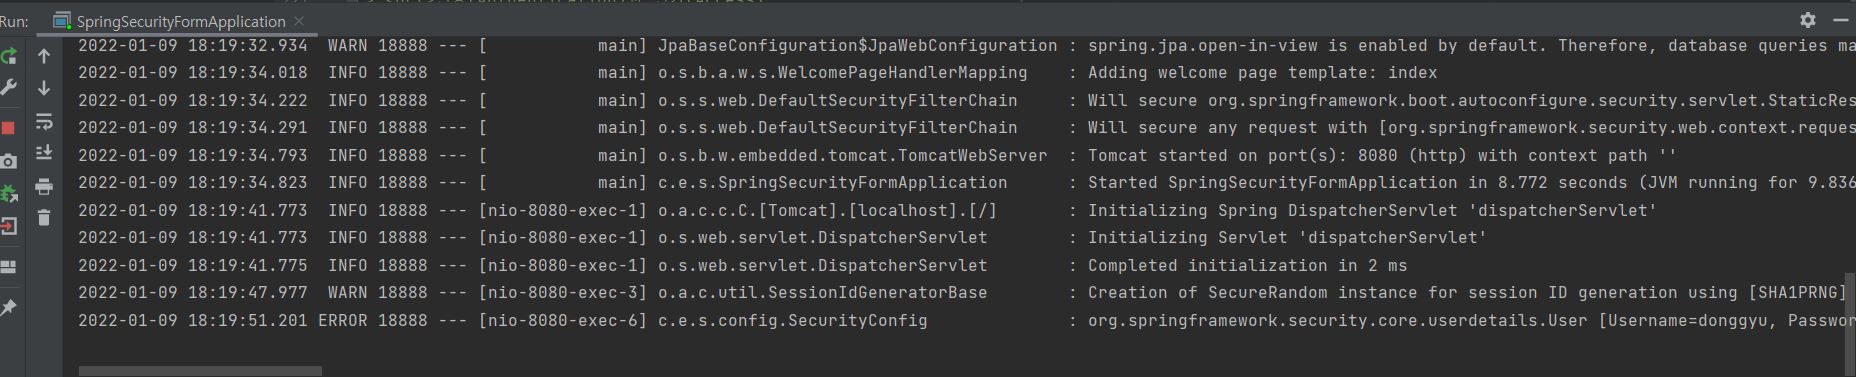 Run: SpringSecurityFormApplication
2022-01-09 18:19:32.934  WARN 18888 --- [           main] JpaBaseConfiguration$JpaWebConfiguration : spring.jpa.open-in-view is enabled by default. Therefore, database queries ma
2022-01-09 18:19:34.018  INFO 18888 --- [           main] o.s.b.a.w.s.WelcomePageHandlerMapping    : Adding welcome page template: index
2022-01-09 18:19:34.222  INFO 18888 --- [           main] o.s.s.web.DefaultSecurityFilterChain     : Will secure org.springframework.boot.autoconfigure.security.servlet.StaticRes
2022-01-09 18:19:34.291  INFO 18888 --- [           main] o.s.s.web.DefaultSecurityFilterChain     : Will secure any request with [org.springframework.security.web.context.reques
2022-01-09 18:19:34.793  INFO 18888 --- [           main] o.s.b.w.embedded.tomcat.TomcatWebServer  : Tomcat started on port(s): 8080 (http) with context path ''
2022-01-09 18:19:34.823  INFO 18888 --- [           main] c.e.s.SpringSecurityFormApplication      : Started SpringSecurityFormApplication in 8.772 seconds (JVM running for 9.836
2022-01-09 18:19:41.773  INFO 18888 --- [nio-8080-exec-1] o.a.c.c.C.[Tomcat].[localhost].[/]       : Initializing Spring DispatcherServlet 'dispatcherServlet'
2022-01-09 18:19:41.773  INFO 18888 --- [nio-8080-exec-1] o.s.web.servlet.DispatcherServlet        : Initializing Servlet 'dispatcherServlet'
2022-01-09 18:19:41.775  INFO 18888 --- [nio-8080-exec-1] o.s.web.servlet.DispatcherServlet        : Completed initialization in 2 ms
2022-01-09 18:19:47.977  WARN 18888 --- [nio-8080-exec-3] o.a.c.util.SessionIdGeneratorBase        : Creation of SecureRandom instance for session ID generation using [SHA1PRNG]
2022-01-09 18:19:51.201 ERROR 18888 --- [nio-8080-exec-6] c.e.s.config.SecurityConfig              : org.springframework.security.core.userdetails.User [Username=donggyu, Passwor